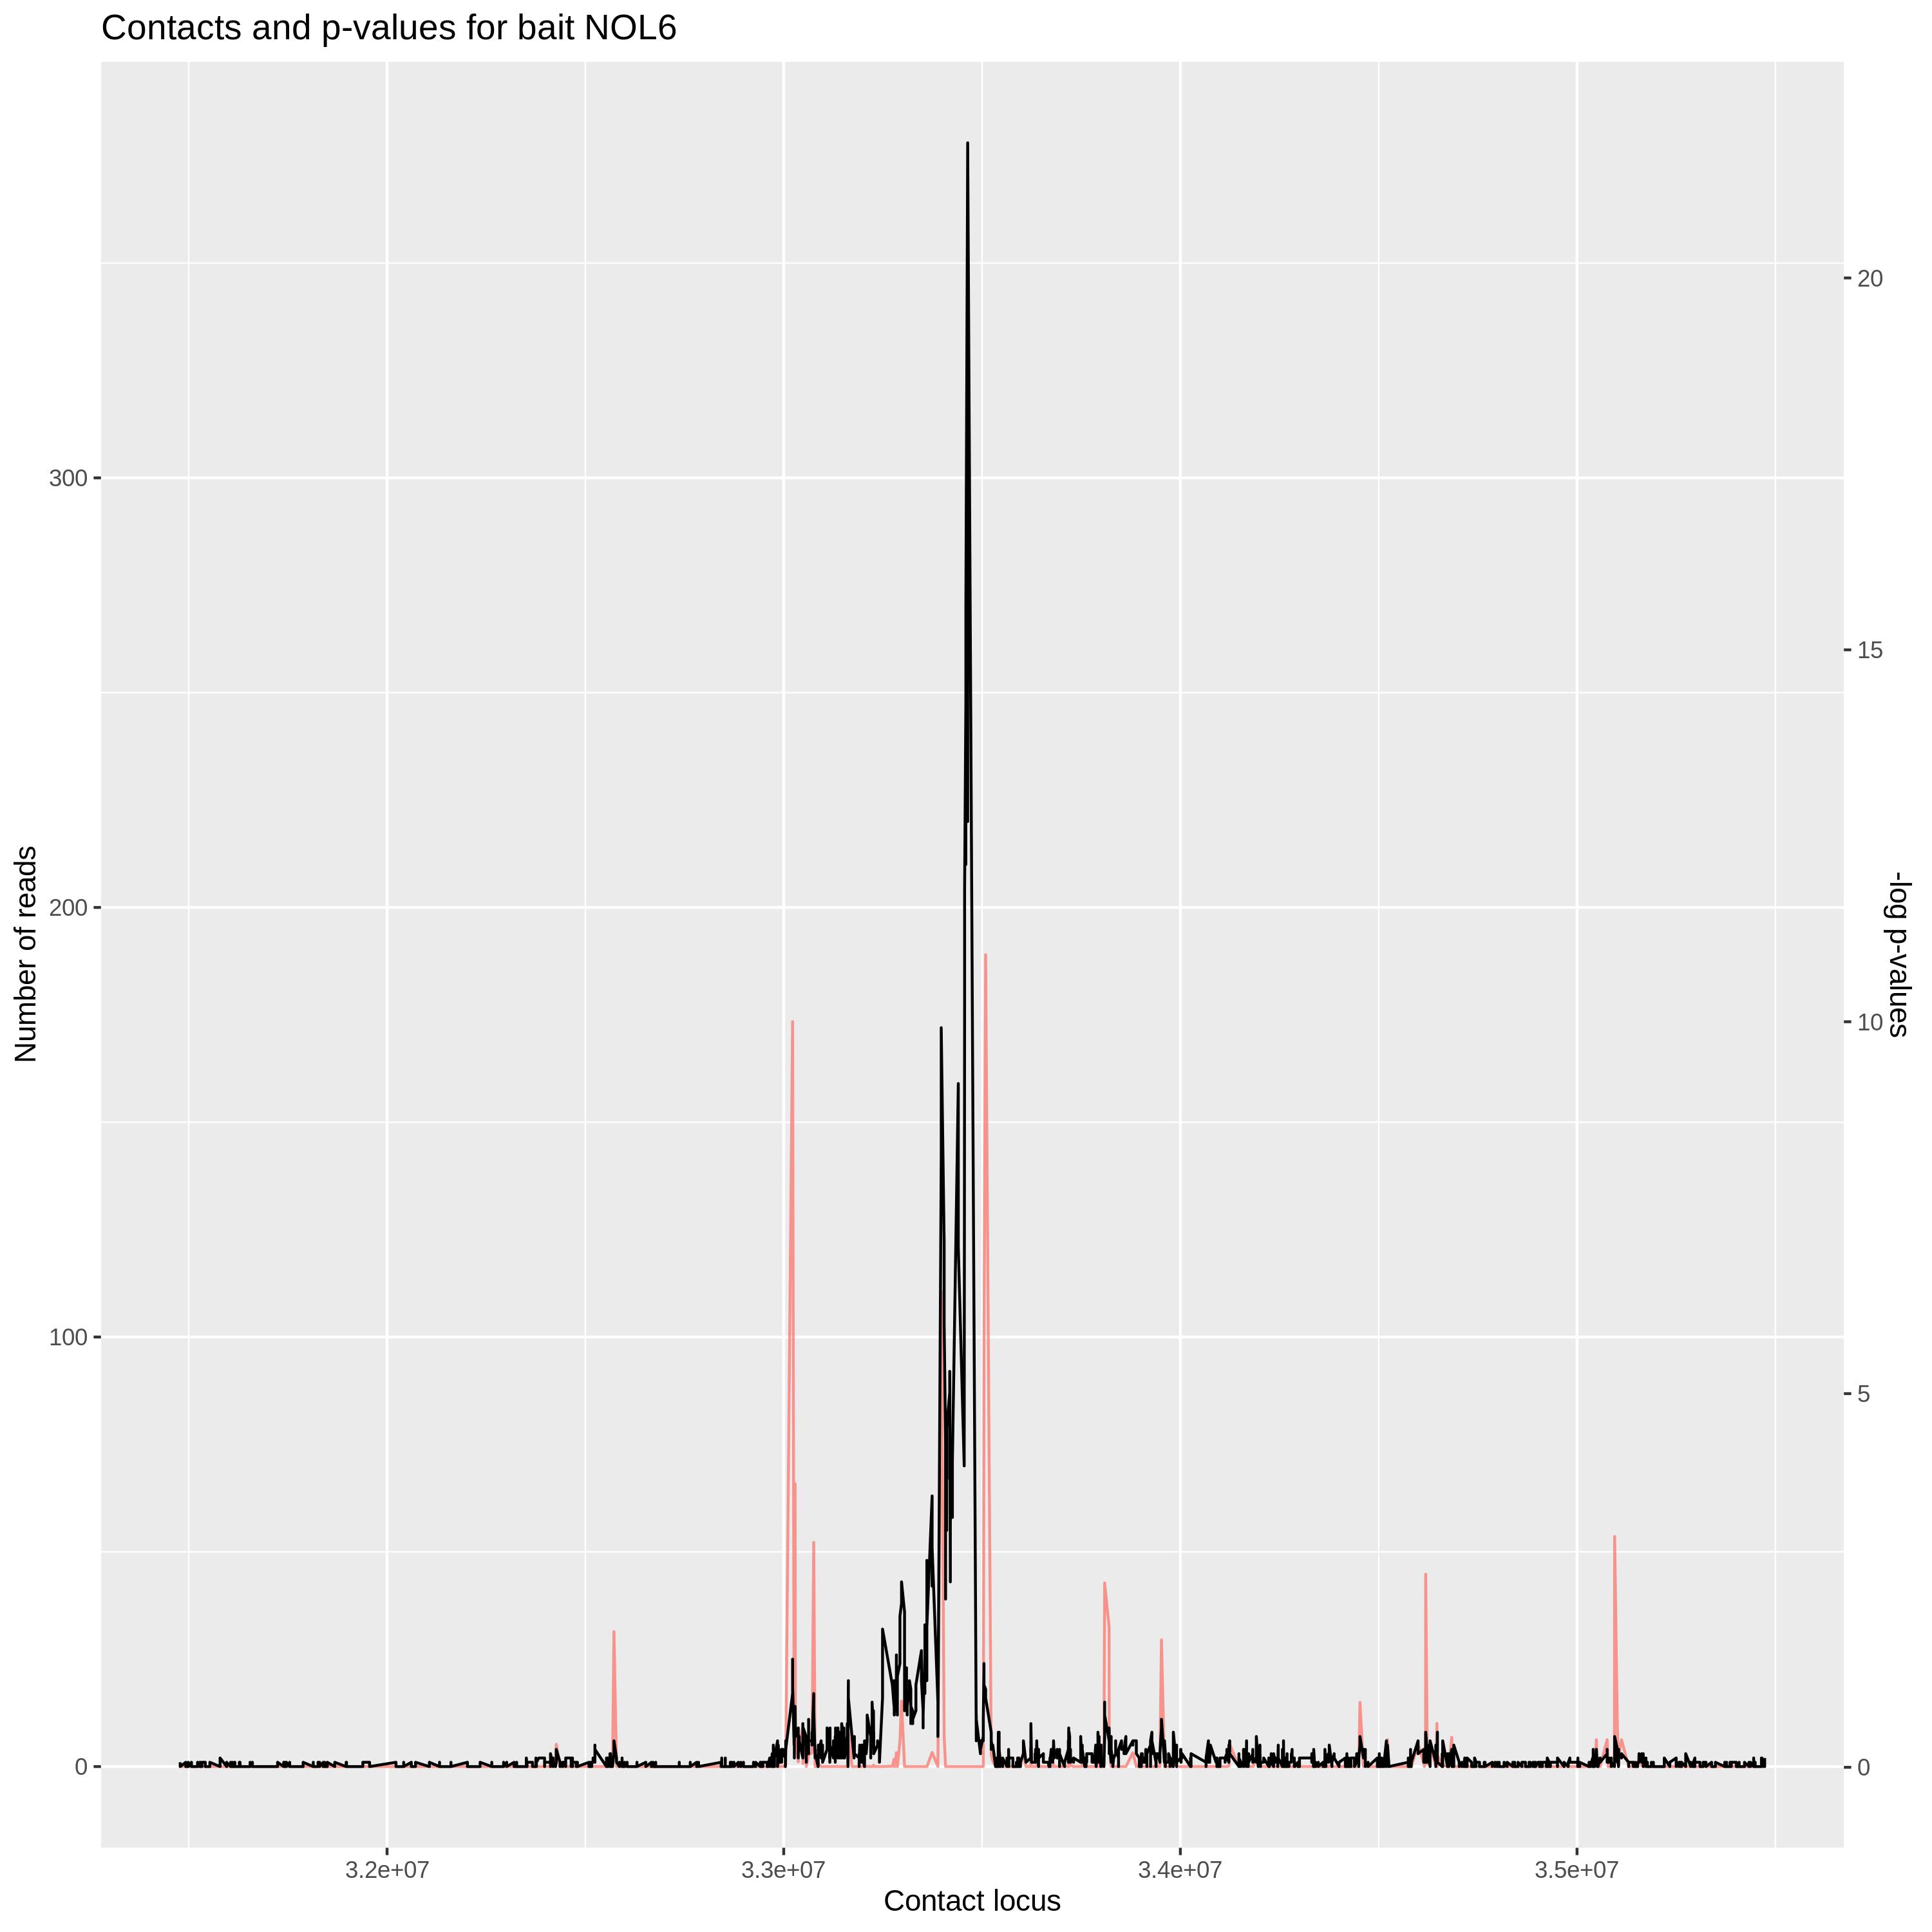 Contacts and p-values for bait NOL6
Number of reads
300
200
100
0
20
15
10
5
0
-log p-values
3.2e+07
3.3e+07
3.4e+07
3.5e+07
Contact locus